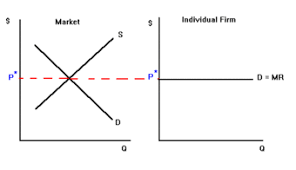 $ Market
S
P*
D
Q
$ Individual Firm
P*
D = MR
Q